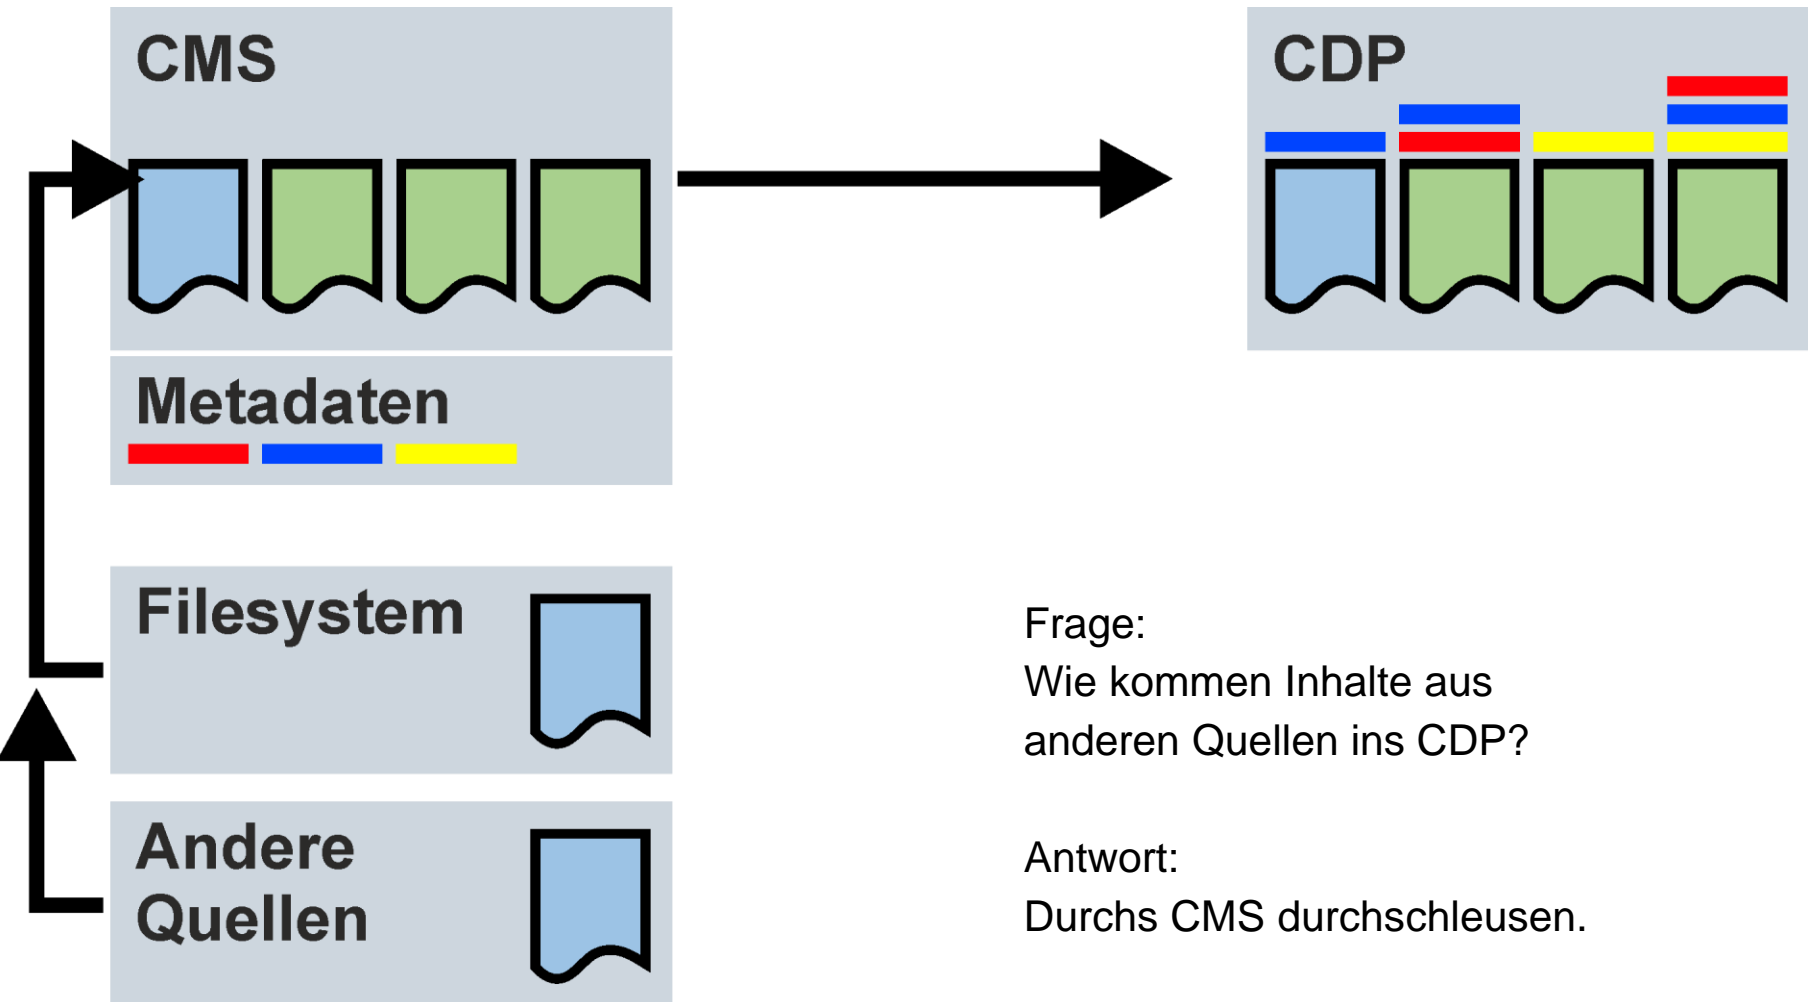 CMS
CDP
Metadaten
Filesystem
Andere
Quellen
Frage:
Wie kommen Inhalte aus
anderen Quellen ins CDP?
Antwort:
Durchs CMS durchschleusen.